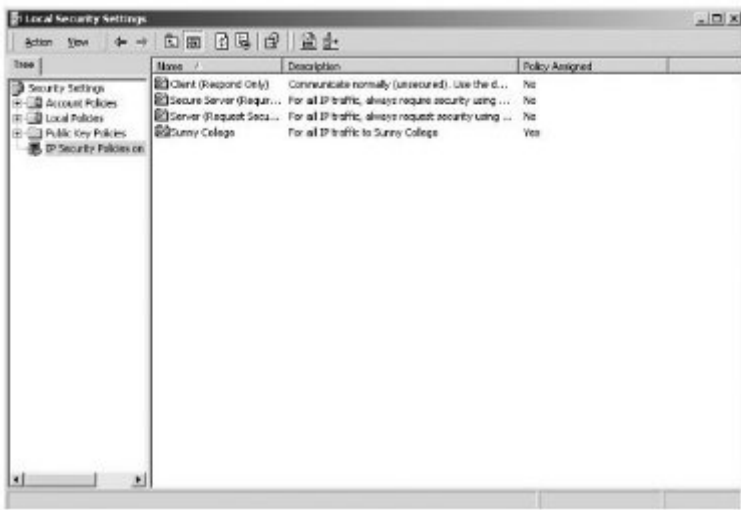 Local Security Settings
Action View
Tree
Security Settings
Account Policies
Local Policies
Public Key Policies
IP Security Policies on
Name / Description Policy Assigned
Client (Respond Only) Communicate normally (unsecured). Use the d... No
Secure Server (Requir... For all IP traffic, always require security using ... No
Server (Request Secu... For all IP traffic, always request security using ... No
Sunny College For all IP traffic to Sunny College Yes